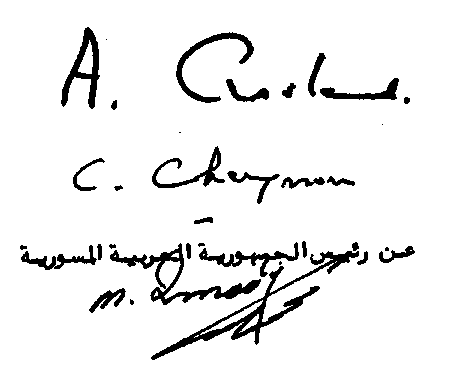 A. Crosland.
C. Cheysson
عن رئيس الجمهورية العربية السورية
M.